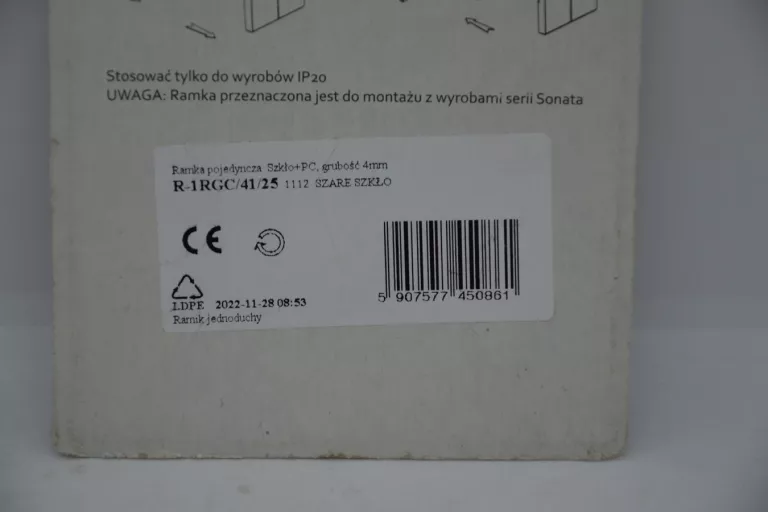 Stosować tylko do wyrobów IP20
UWAGA: Ramka przeznaczona jest do montażu z wyrobami serii Sonata
Ramka pojedyncza Szkło+PC, grubość 4mm
R-1RGC/41/25 1112 SZARE SZKŁO
CE
LDPE 2022-11-28 08:53
Ramik jednoduchy
5 907577 450861